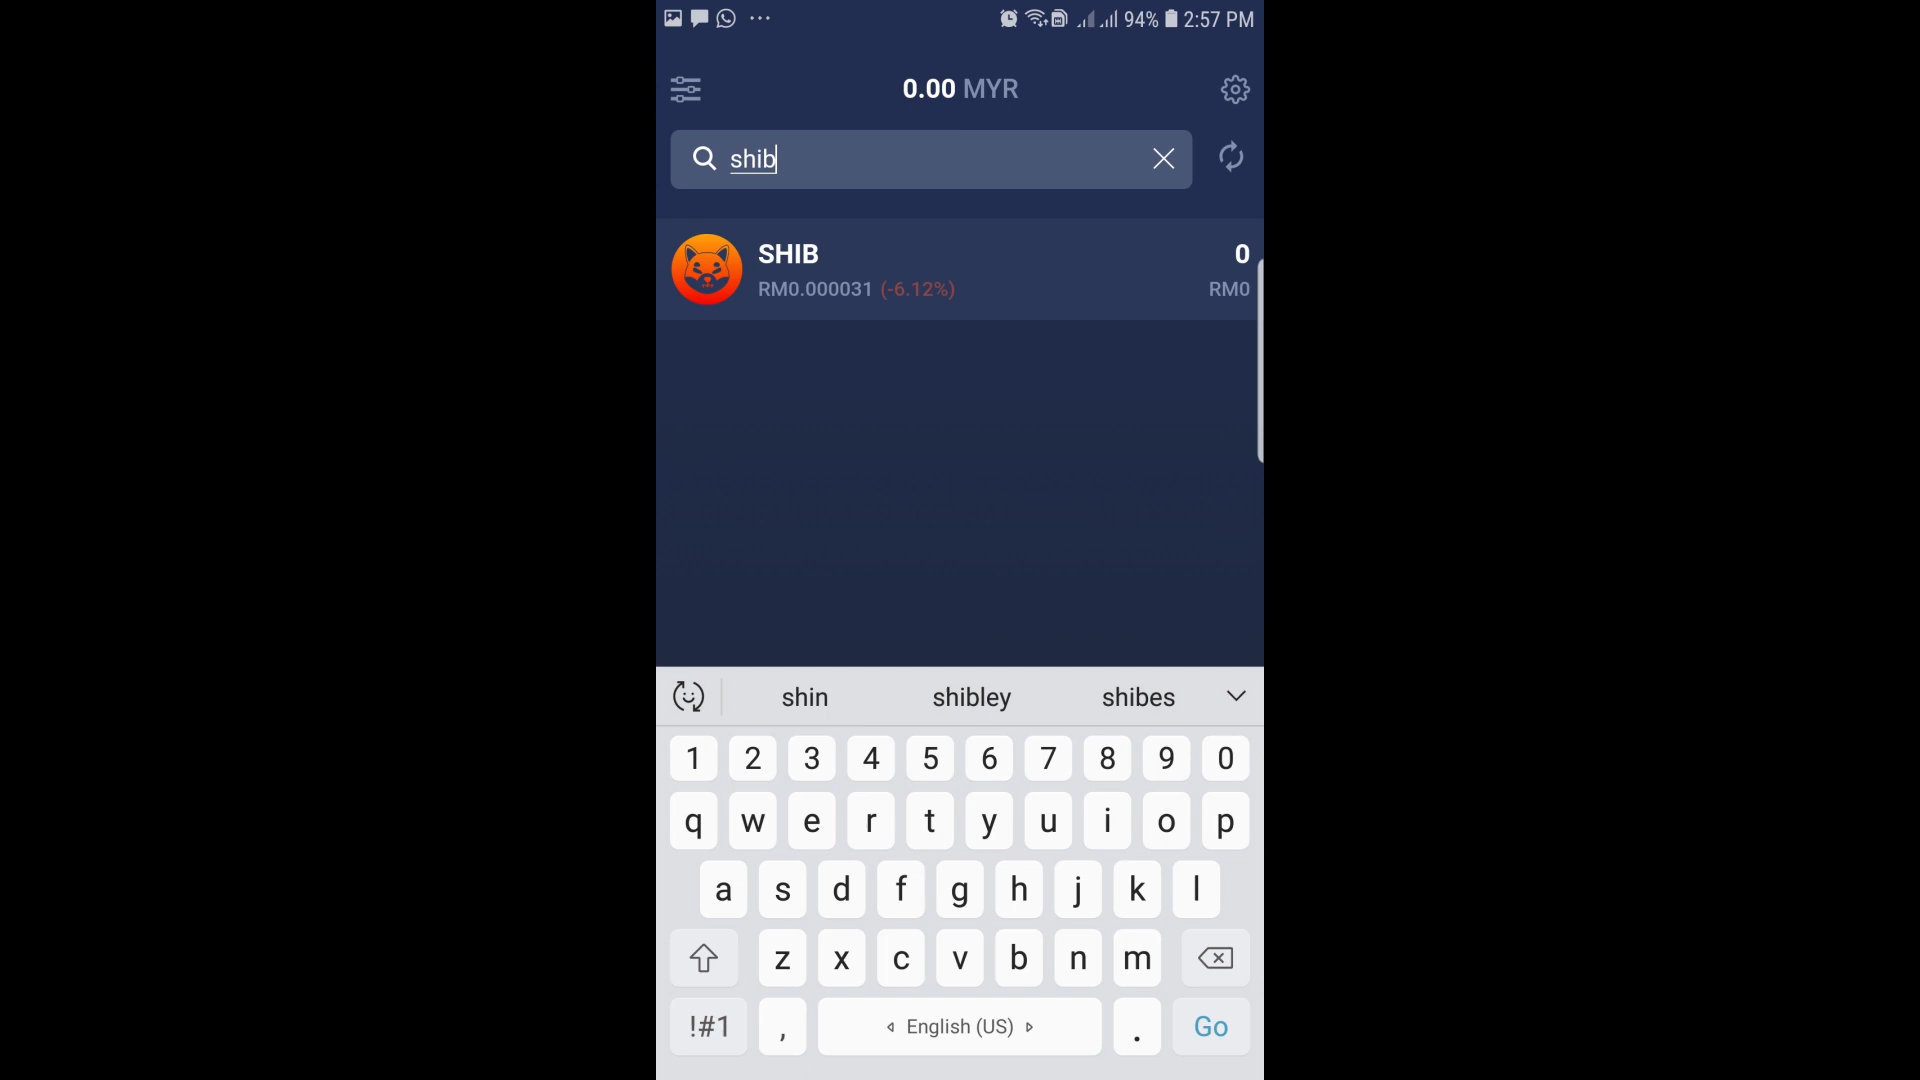 94% 2:57 PM
0.00 MYR
shib
SHIB 0
RM0.000031 (-6.12%) RM0
shin shibley shibes
1 2 3 4 5 6 7 8 9 0
q w e r t y u i o p
a s d f g h j k l
z x c v b n m
!#1 , English (US) . Go